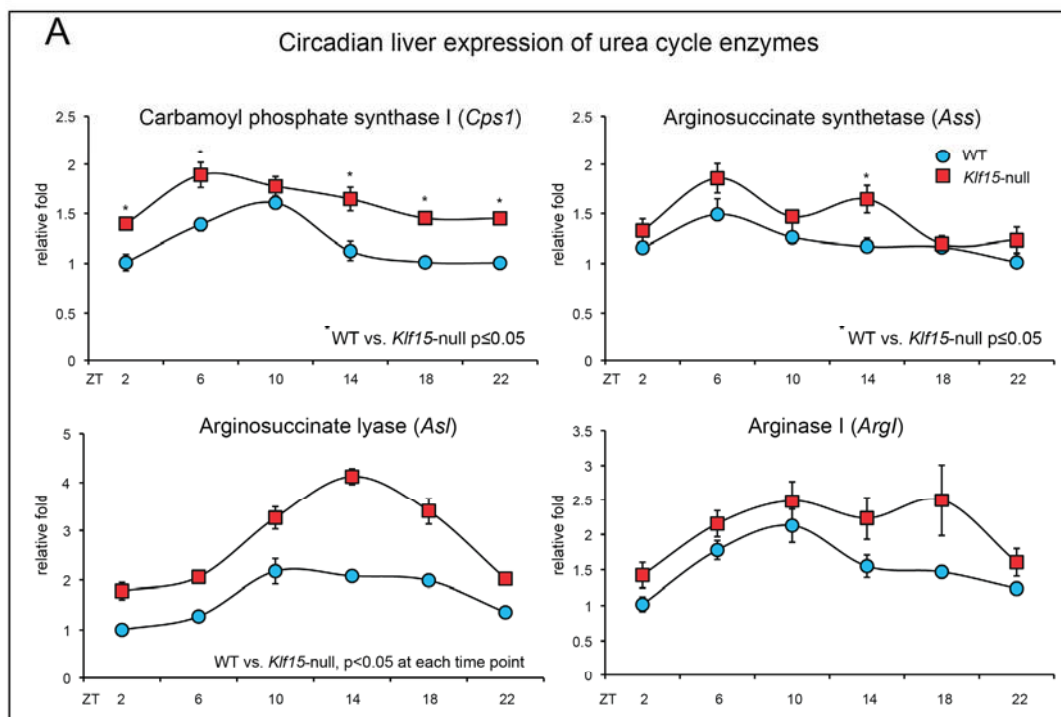 A
Circadian liver expression of urea cycle enzymes
Carbamoyl phosphate synthase I (Cps1)
relative fold
2.5
2
1.5
1
0.5
0
*
-
*
*
*
- WT vs. Klf15-null p≤0.05
ZT 2 6 10 14 18 22
Arginosuccinate synthetase (Ass)
WT
Klf15-null
relative fold
2.5
2
1.5
1
0.5
0
*
- WT vs. Klf15-null p≤0.05
ZT 2 6 10 14 18 22
Arginosuccinate lyase (Asl)
relative fold
5
4
3
2
1
0
WT vs. Klf15-null, p<0.05 at each time point
ZT 2 6 10 14 18 22
Arginase I (ArgI)
relative fold
3.5
3
2.5
2
1.5
1
0.5
0
ZT 2 6 10 14 18 22